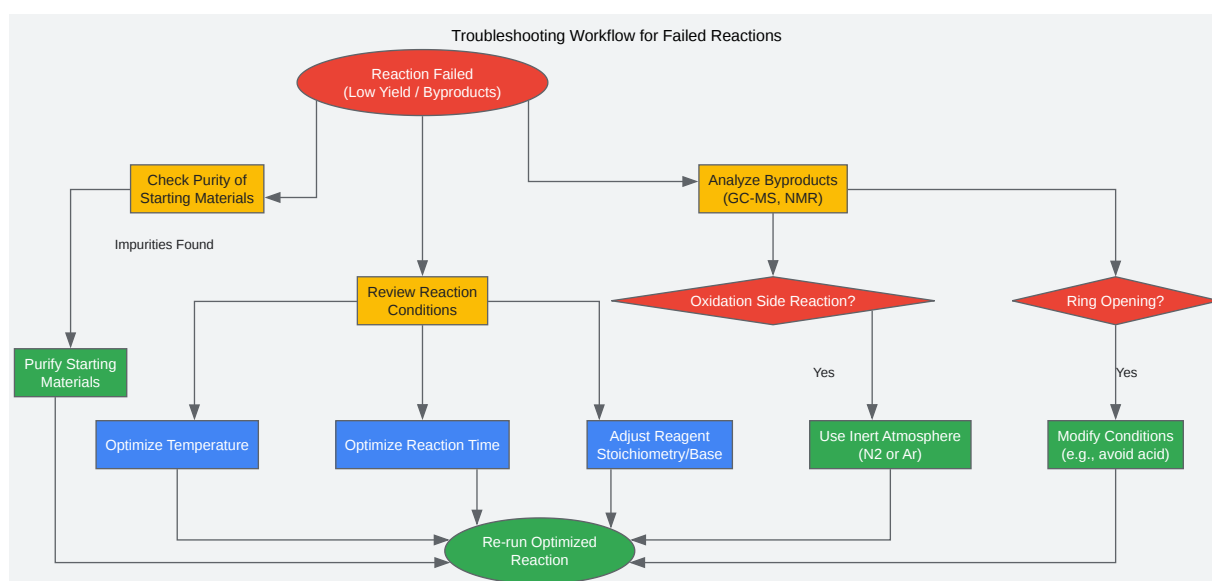 Troubleshooting Workflow for Failed Reactions
Reaction Failed
(Low Yield / Byproducts)
Check Purity of
Starting Materials
Analyze Byproducts
(GC-MS, NMR)
Impurities Found
Review Reaction
Conditions
Oxidation Side Reaction?
Ring Opening?
Purify Starting
Materials
Yes
Yes
Optimize Temperature
Optimize Reaction Time
Adjust Reagent
Stoichiometry/Base
Use Inert Atmosphere
(N2 or Ar)
Modify Conditions
(e.g., avoid acid)
Re-run Optimized
Reaction